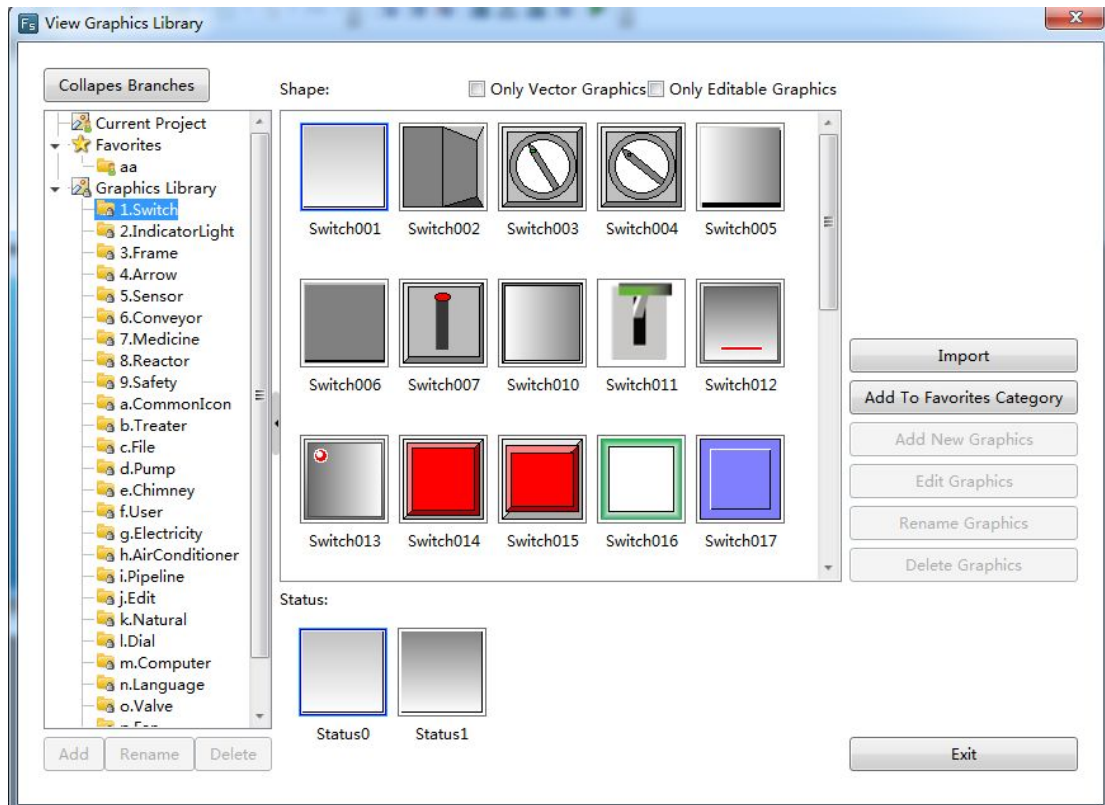 Fs View Graphics Library
Collapes Branches
Shape:
Only Vector Graphics
Only Editable Graphics
Current Project
Favorites
aa
Graphics Library
1.Switch
2.IndicatorLight
3.Frame
4.Arrow
5.Sensor
6.Conveyor
7.Medicine
8.Reactor
9.Safety
a.CommonIcon
b.Treater
c.File
d.Pump
e.Chimney
f.User
g.Electricity
h.AirConditioner
i.Pipeline
j.Edit
k.Natural
l.Dial
m.Computer
n.Language
o.Valve
Add Rename Delete
Switch001 Switch002 Switch003 Switch004 Switch005
Switch006 Switch007 Switch010 Switch011 Switch012
Switch013 Switch014 Switch015 Switch016 Switch017
Status:
Status0 Status1
Import
Add To Favorites Category
Add New Graphics
Edit Graphics
Rename Graphics
Delete Graphics
Exit